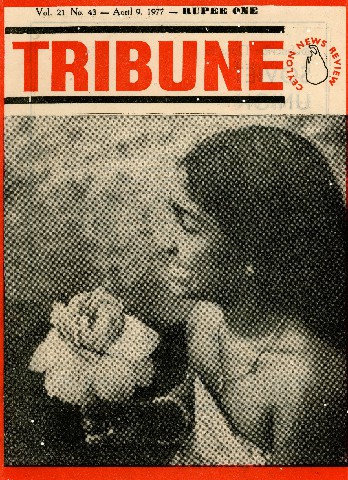 Vol. 21 No. 43 — April 9, 1977 — RUPEE ONE
TRIBUNE
CEYLON NEWS REVIEW